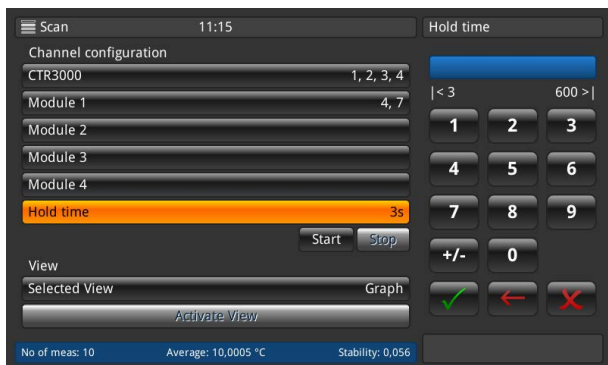 Scan 11:15
Channel configuration
CTR3000 1, 2, 3, 4
Module 1 4, 7
Module 2
Module 3
Module 4
Hold time 3s
Start Stop
View
Selected View Graph
Activate View
No of meas: 10 Average: 10,0005 °C Stability: 0,056
Hold time
|< 3 600 >|
1 2 3
4 5 6
7 8 9
+/- 0